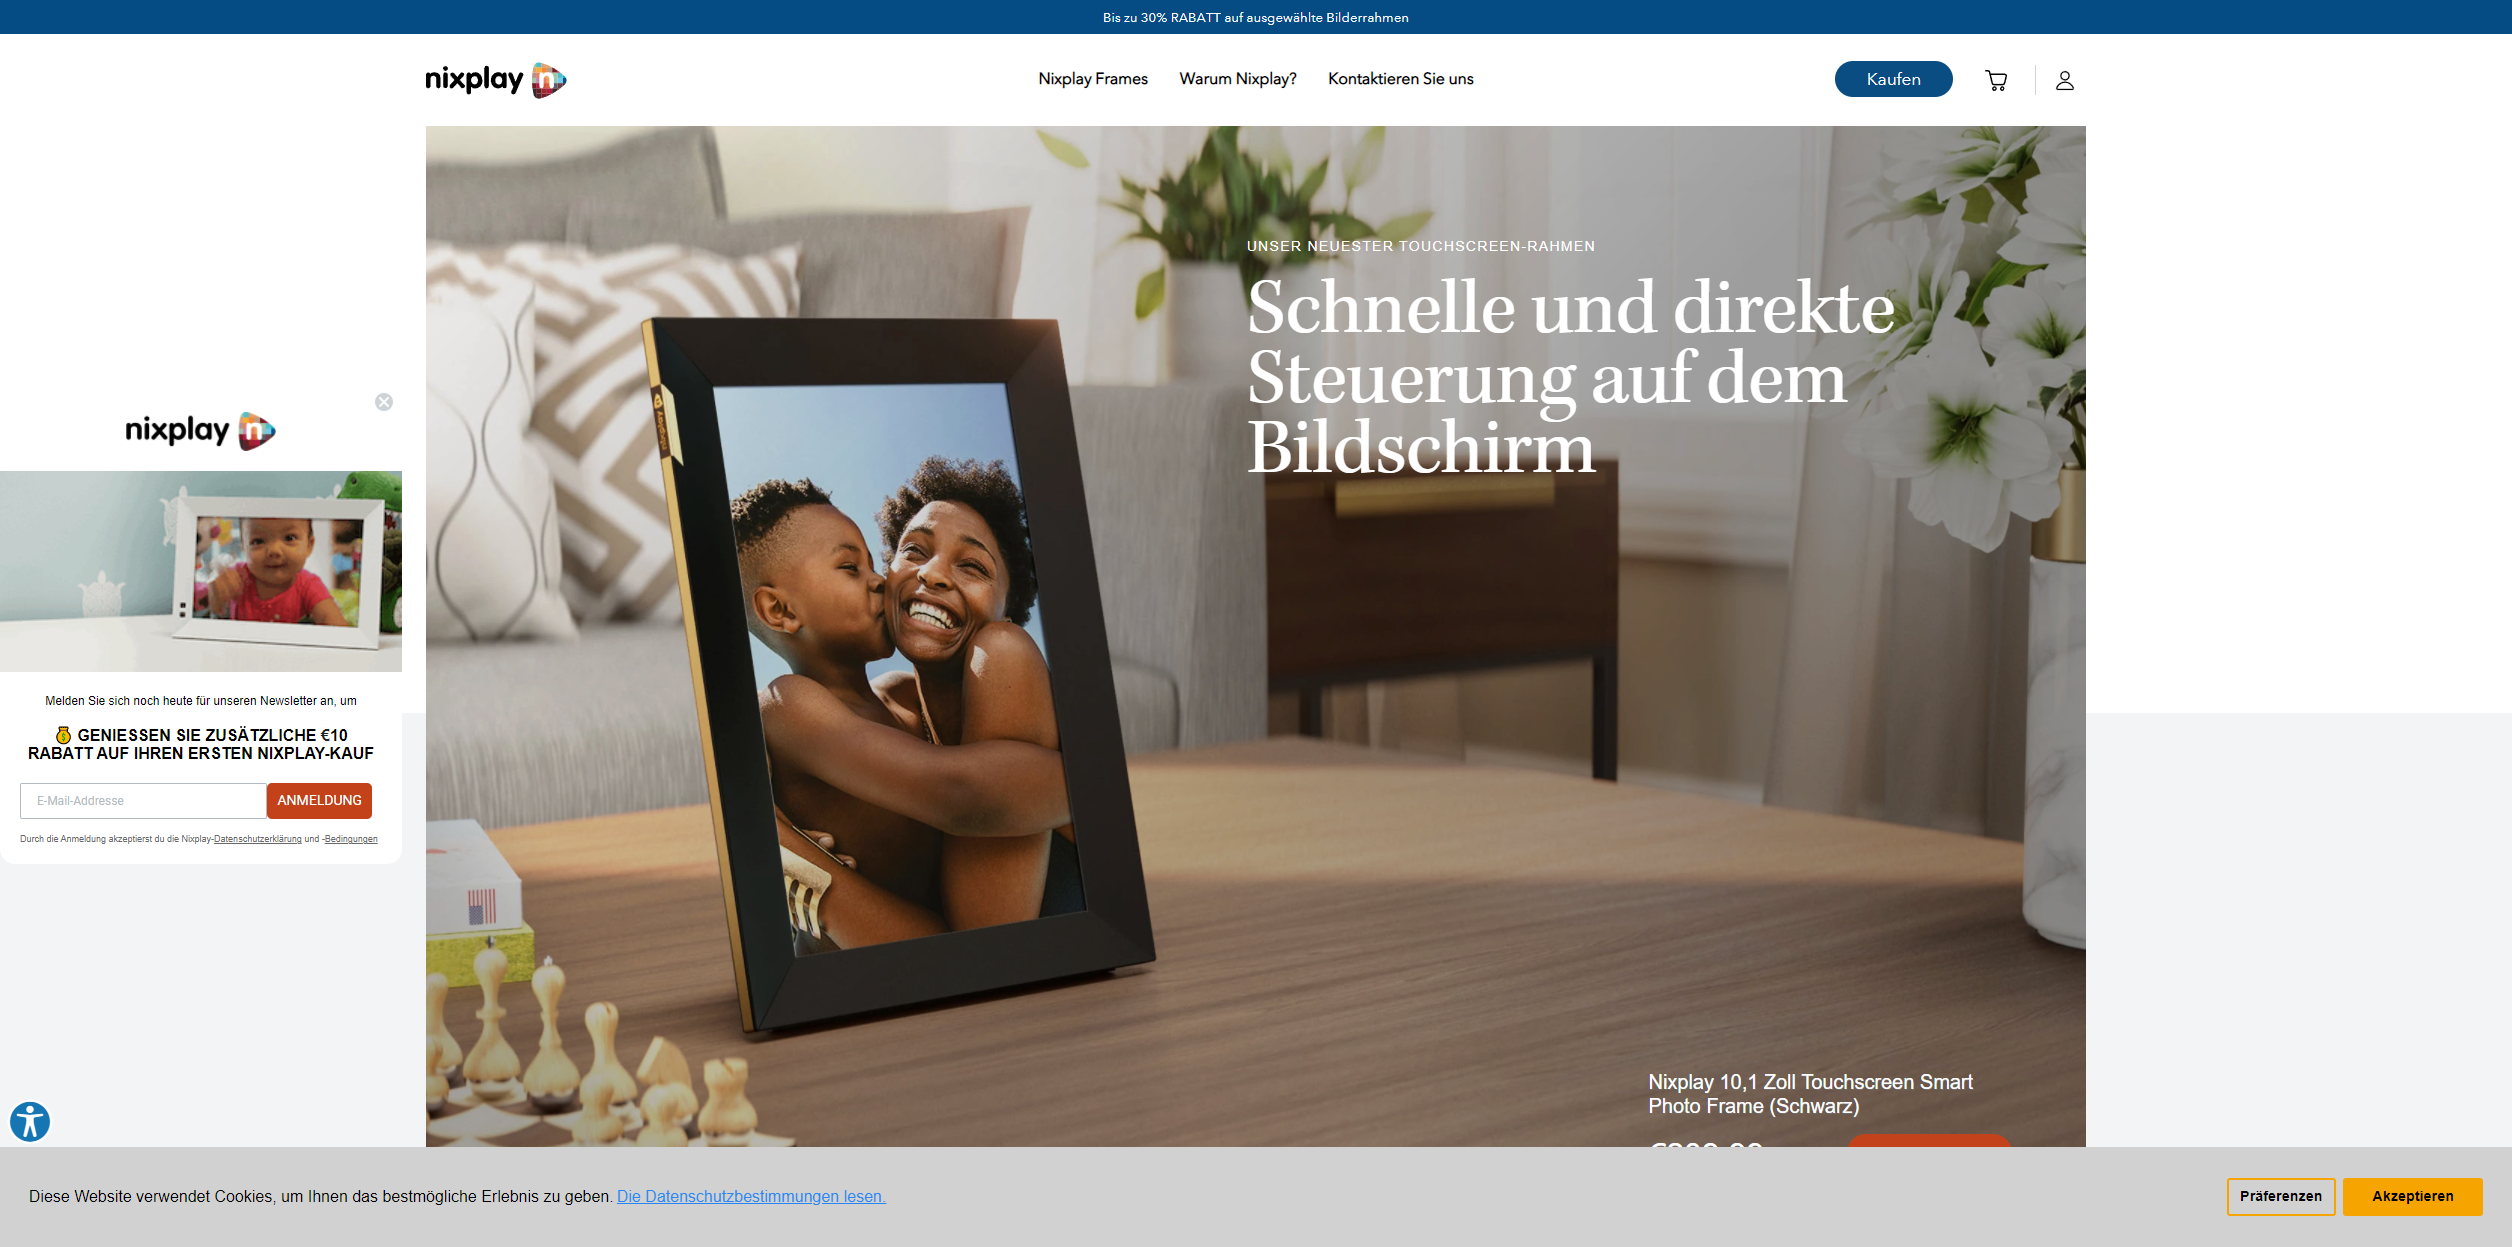 Bis zu 30% RABATT auf ausgewählte Bilderrahmen
nixplay n
Nixplay Frames
Warum Nixplay?
Kontaktieren Sie uns
Kaufen
UNSER NEUESTER TOUCHSCREEN-RAHMEN
Schnelle und direkte
Steuerung auf dem
Bildschirm
nixplay
nixplay n
Melden Sie sich noch heute für unseren Newsletter an, um
💰 GENIESSEN SIE ZUSÄTZLICHE €10
RABATT AUF IHREN ERSTEN NIXPLAY-KAUF
E-Mail-Addresse
ANMELDUNG
Durch die Anmeldung akzeptierst du die Nixplay-Datenschutzerklärung und -Bedingungen
Nixplay 10,1 Zoll Touchscreen Smart
Photo Frame (Schwarz)
Diese Website verwendet Cookies, um Ihnen das bestmögliche Erlebnis zu geben. Die Datenschutzbestimmungen lesen.
Präferenzen
Akzeptieren